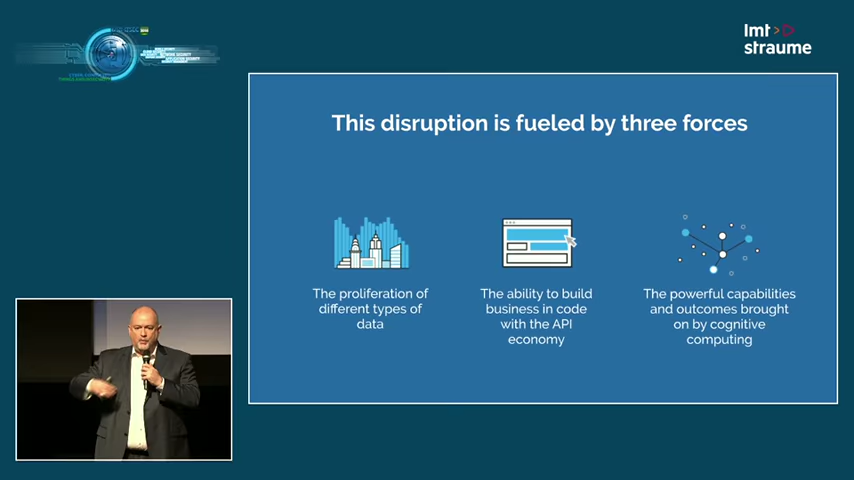 lmt
straume
This disruption is fueled by three forces
The proliferation of
different types of
data
The ability to build
business in code
with the API
economy
The powerful capabilities
and outcomes brought
on by cognitive
computing